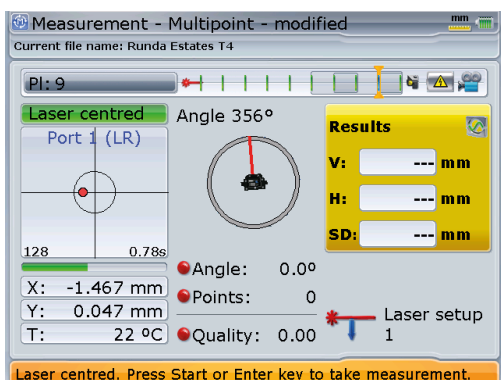 Measurement - Multipoint - modified
mm
Current file name: Runda Estates T4
Pl: 9
Laser centred
Angle 356º
Port 1 (LR)
128
0.78s
Results
V: --- mm
H: --- mm
SD: --- mm
X: -1.467 mm
Y: 0.047 mm
T: 22 ºC
Angle: 0.0º
Points: 0
Quality: 0.00
Laser setup
1
Laser centred. Press Start or Enter key to take measurement.